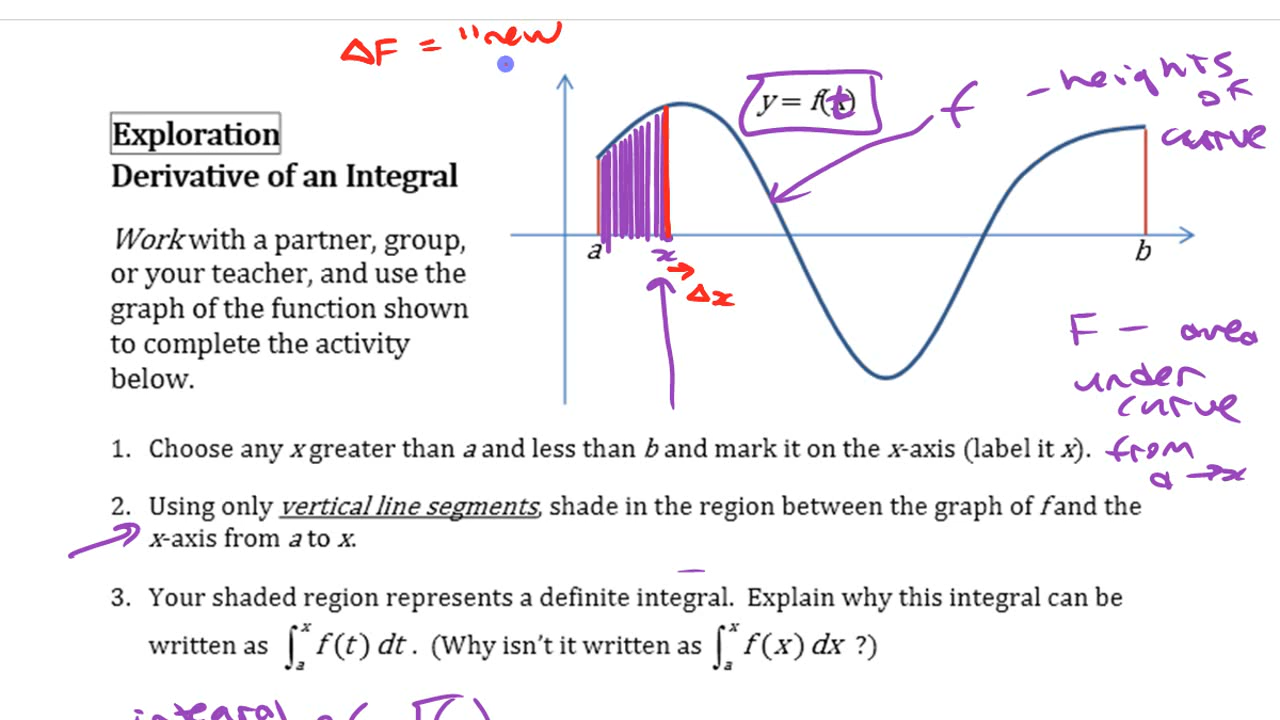 ΔF = "new
y = f(t)
f - heights
of
curve
Exploration
Derivative of an Integral
Work with a partner, group,
or your teacher, and use the
graph of the function shown
to complete the activity
below.
a
x
Δx
b
F - area
under
curve
from
a → x
1. Choose any x greater than a and less than b and mark it on the x-axis (label it x).
2. Using only vertical line segments, shade in the region between the graph of f and the
x-axis from a to x.
3. Your shaded region represents a definite integral. Explain why this integral can be
written as ∫ₐˣ f(t) dt. (Why isn't it written as ∫ₐˣ f(x) dx ?)
integral